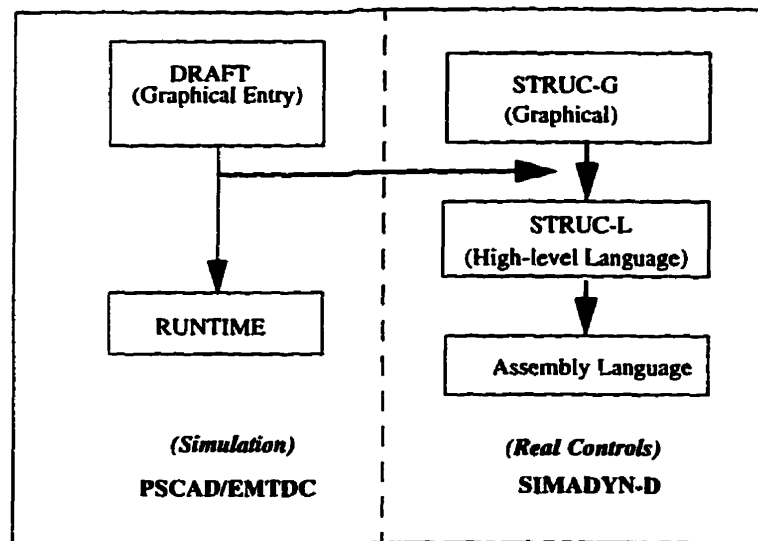 DRAFT
(Graphical Entry)
RUNTIME
(Simulation)
PSCAD/EMTDC
STRUC-G
(Graphical)
STRUC-L
(High-level Language)
Assembly Language
(Real Controls)
SIMADYN-D